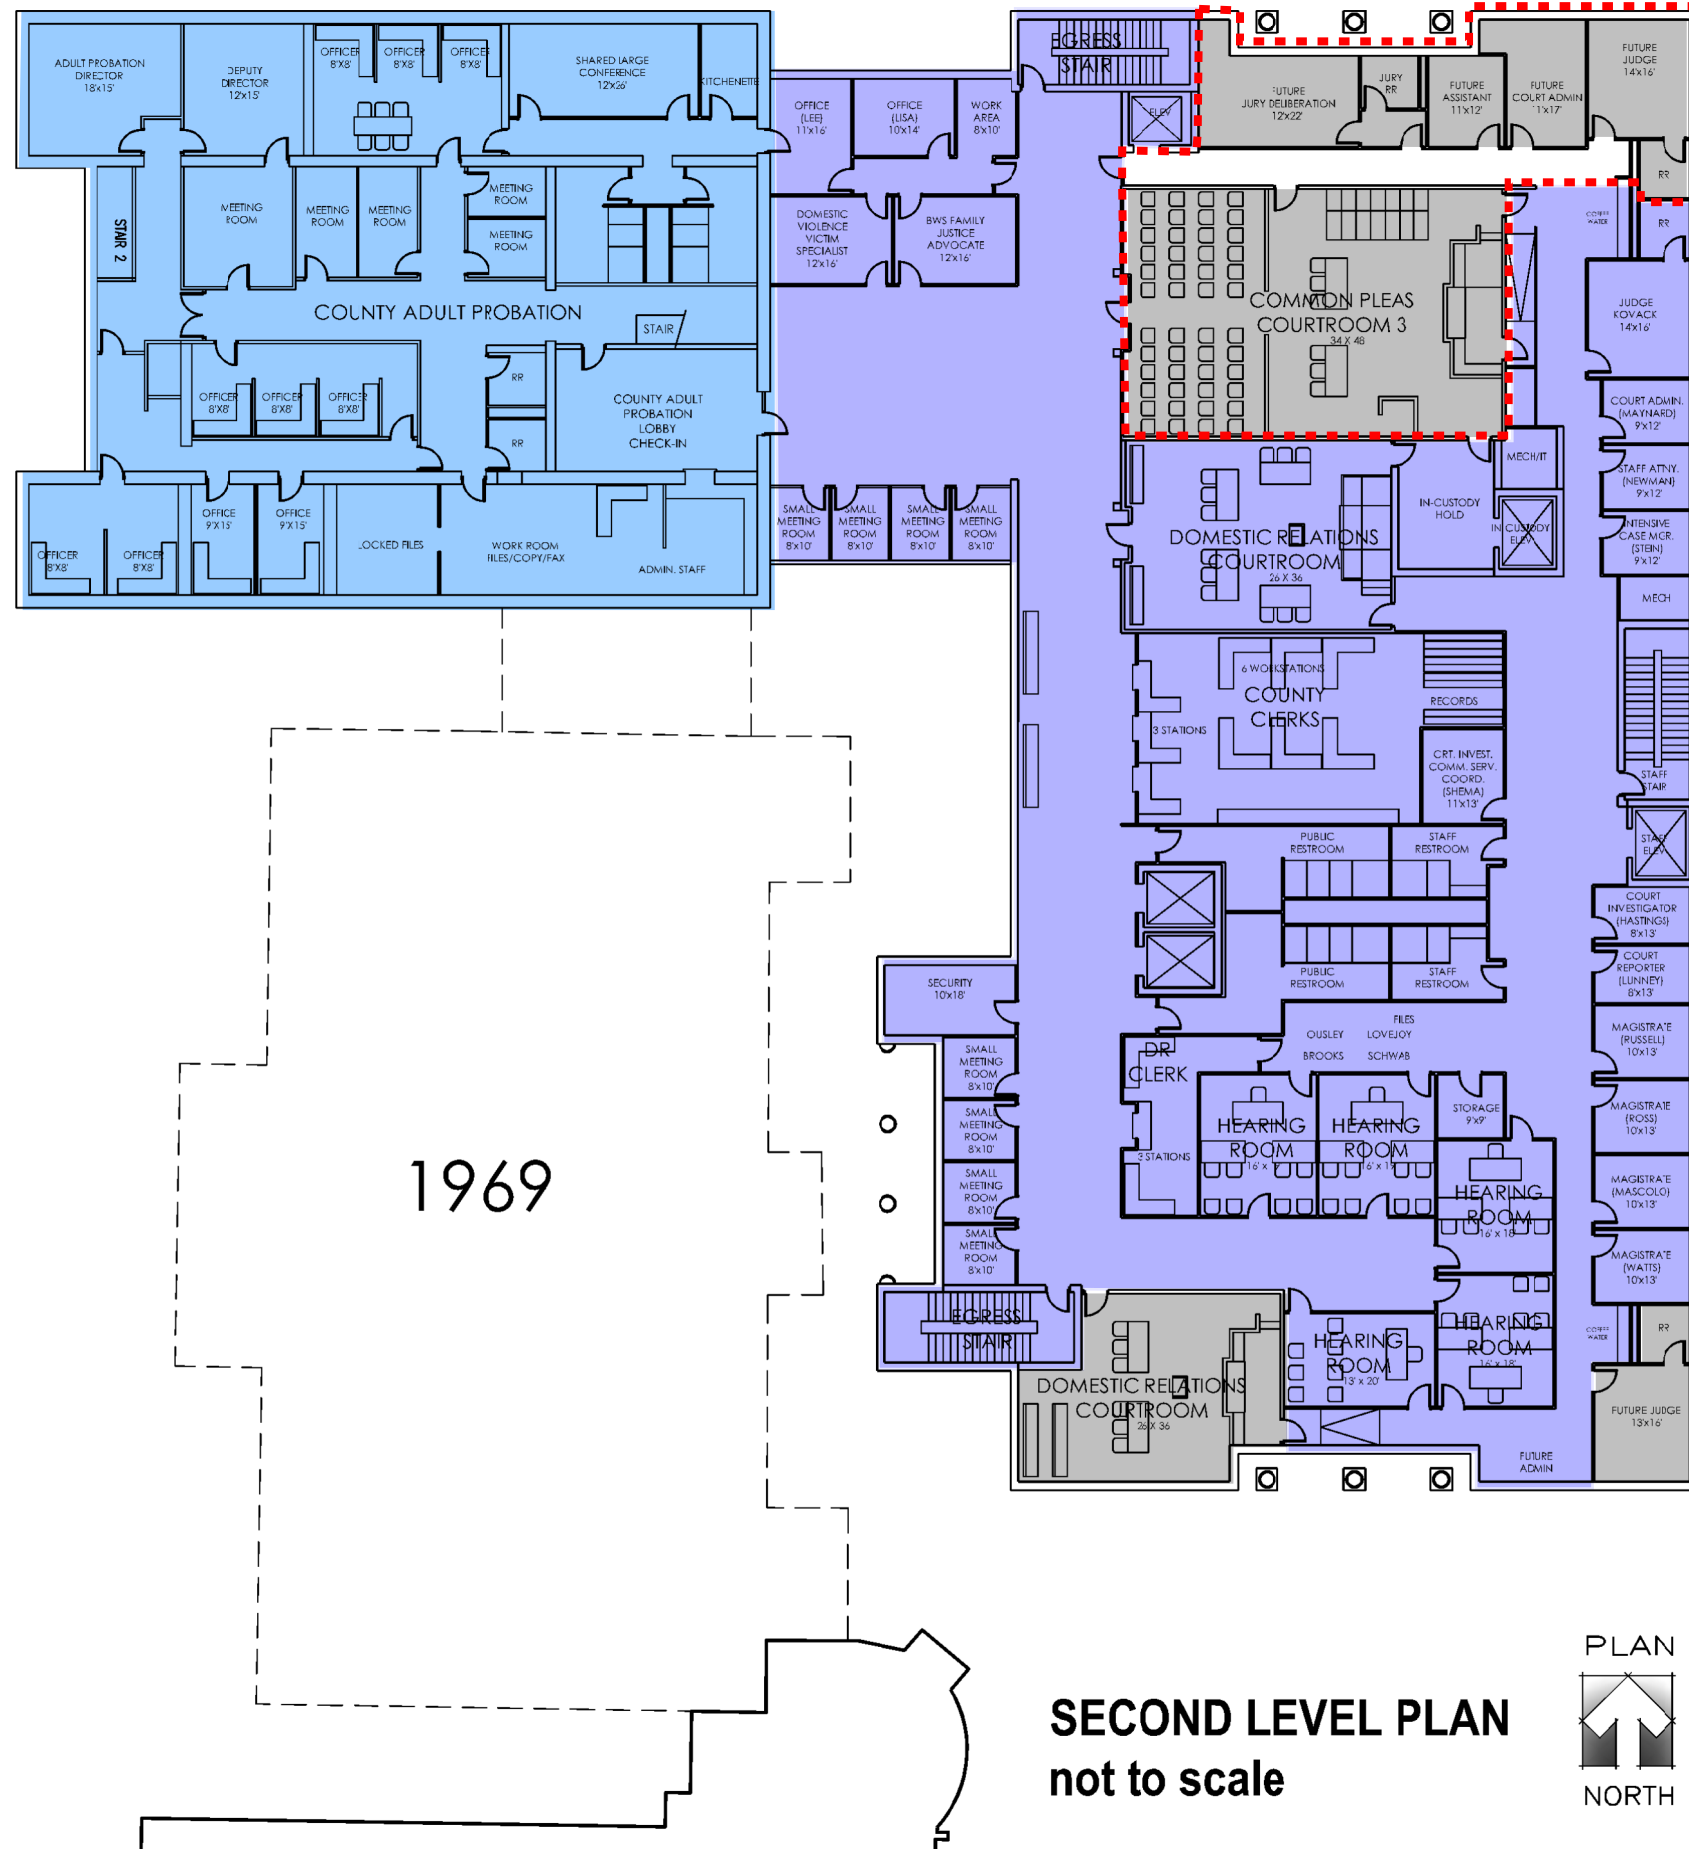 ADULT PROBATION
DIRECTOR
18'x15'
DEPUTY
DIRECTOR
12'x15'
OFFICER
8'X8'
OFFICER
8'X8'
OFFICER
8'X8'
SHARED LARGE
CONFERENCE
12'x26'
KITCHENETTE
OFFICE
(LEE)
11'x16'
OFFICE
(LISA)
10'x14'
WORK
AREA
8'x10'
EGRESS
STAIR
ELEV
FUTURE
JURY DELIBERATION
12'x22'
JURY
RR
FUTURE
ASSISTANT
11'x12'
FUTURE
COURT ADMIN
11'x17'
FUTURE
JUDGE
14'x16'
RR
STAIR 2
MEETING
ROOM
MEETING
ROOM
MEETING
ROOM
MEETING
ROOM
MEETING
ROOM
DOMESTIC
VIOLENCE
VICTIM
SPECIALIST
12'x16'
BWS FAMILY
JUSTICE
ADVOCATE
12'x16'
COFFEE
WATER
RR
COUNTY ADULT PROBATION
STAIR
COMMON PLEAS
COURTROOM 3
34 X 48
JUDGE
KOVACK
14'x16'
OFFICER
8'X8'
OFFICER
8'X8'
OFFICER
8'X8'
RR
RR
COUNTY ADULT
PROBATION
LOBBY
CHECK-IN
COURT ADMIN.
(MAYNARD)
9'x12'
MECH/IT
STAFF ATTNY.
(NEWMAN)
9'x12'
IN-CUSTODY
HOLD
IN CUSTODY
ELEV
INTENSIVE
CASE MGR.
(STEIN)
9'x12'
OFFICER
8'X8'
OFFICER
8'X8'
OFFICE
9'X15'
OFFICE
9'X15'
LOCKED FILES
WORK ROOM
FILES/COPY/FAX
ADMIN. STAFF
SMALL
MEETING
ROOM
8'x10'
SMALL
MEETING
ROOM
8'x10'
SMALL
MEETING
ROOM
8'x10'
SMALL
MEETING
ROOM
8'x10'
DOMESTIC RELATIONS
COURTROOM
26 X 36
MECH
6 WORKSTATIONS
COUNTY
CLERKS
3 STATIONS
RECORDS
CRT. INVEST.
COMM. SERV.
COORD.
(SHEMA)
11'x13'
STAFF
STAIR
PUBLIC
RESTROOM
STAFF
RESTROOM
STAFF
ELEV
COURT
INVESTIGATOR
(HASTINGS)
8'x13'
PUBLIC
RESTROOM
STAFF
RESTROOM
COURT
REPORTER
(LUNNEY)
8'x13'
SECURITY
10'x18'
FILES
OUSLEY
LOVEJOY
BROOKS
SCHWAB
MAGISTRATE
(RUSSELL)
10'x13'
SMALL
MEETING
ROOM
8'x10'
DR
CLERK
3 STATIONS
HEARING
ROOM
HEARING
ROOM
STORAGE
9'x9'
MAGISTRATE
(ROSS)
10'x13'
SMALL
MEETING
ROOM
8'x10'
1969
SMALL
MEETING
ROOM
8'x10'
HEARING
ROOM
16' x 18'
MAGISTRATE
(MASCOLO)
10'x13'
SMALL
MEETING
ROOM
8'x10'
MAGISTRATE
(WATTS)
10'x13'
EGRESS
STAIR
HEARING
ROOM
13' x 20'
HEARING
ROOM
16' x 18'
COFFEE
WATER
RR
DOMESTIC RELATIONS
COURTROOM
26 X 36
FUTURE JUDGE
13'x16'
FUTURE
ADMIN
SECOND LEVEL PLAN
not to scale
PLAN
NORTH